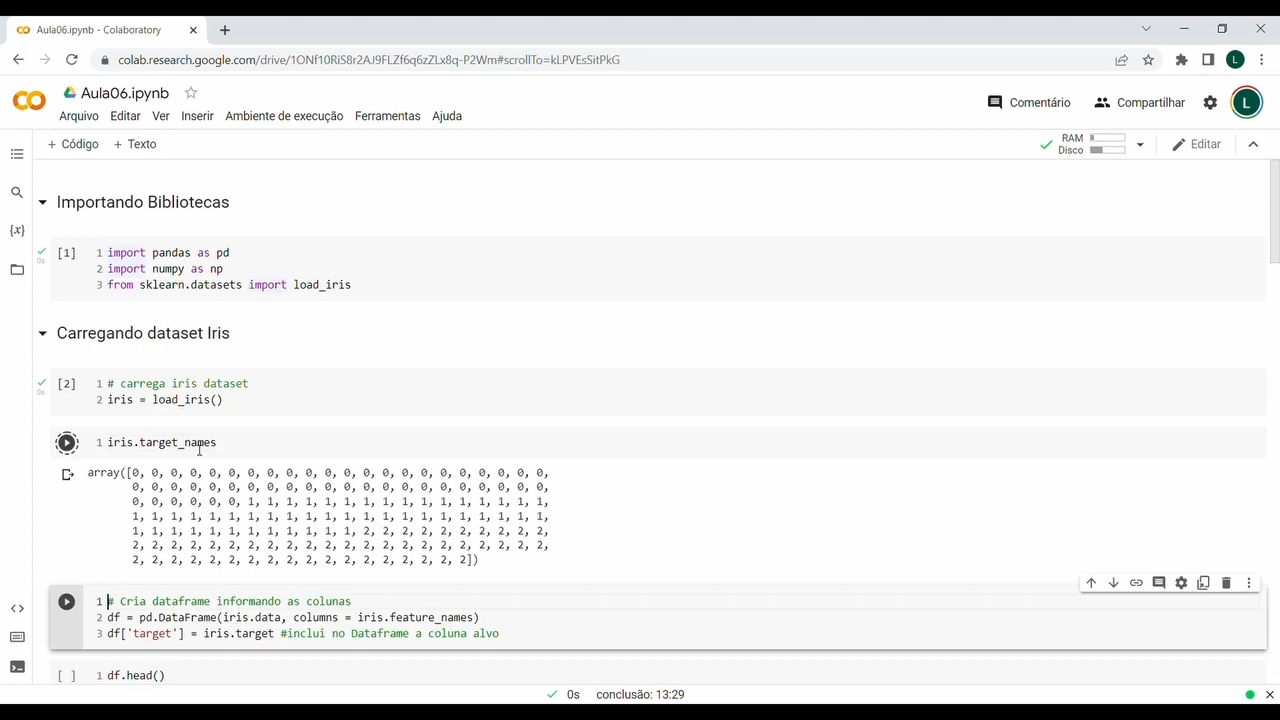 Aula06.ipynb - Colaboratory
colab.research.google.com/drive/1ONf10RiS8r2AJ9FLZf6q6zZLx8q-P2Wm#scrollTo=kLPVEsSitPkG
L
Aula06.ipynb
Comentário
Compartilhar
L
Arquivo Editar Ver Inserir Ambiente de execução Ferramentas Ajuda
+ Código + Texto
RAM
Disco
Editar
Importando Bibliotecas
[1] 1 import pandas as pd
0s
2 import numpy as np
3 from sklearn.datasets import load_iris
Carregando dataset Iris
[2] 1 # carrega iris dataset
0s
2 iris = load_iris()
1 iris.target_names
array([0, 0, 0, 0, 0, 0, 0, 0, 0, 0, 0, 0, 0, 0, 0, 0, 0, 0, 0, 0, 0, 0,
0, 0, 0, 0, 0, 0, 0, 0, 0, 0, 0, 0, 0, 0, 0, 0, 0, 0, 0, 0, 0, 0,
0, 0, 0, 0, 0, 0, 1, 1, 1, 1, 1, 1, 1, 1, 1, 1, 1, 1, 1, 1, 1, 1,
1, 1, 1, 1, 1, 1, 1, 1, 1, 1, 1, 1, 1, 1, 1, 1, 1, 1, 1, 1, 1, 1,
1, 1, 1, 1, 1, 1, 1, 1, 1, 1, 1, 1, 2, 2, 2, 2, 2, 2, 2, 2, 2, 2,
2, 2, 2, 2, 2, 2, 2, 2, 2, 2, 2, 2, 2, 2, 2, 2, 2, 2, 2, 2, 2, 2,
2, 2, 2, 2, 2, 2, 2, 2, 2, 2, 2, 2, 2, 2, 2, 2, 2, 2])
1 # Cria dataframe informando as colunas
2 df = pd.DataFrame(iris.data, columns = iris.feature_names)
3 df['target'] = iris.target #inclui no Dataframe a coluna alvo
[ ] 1 df.head()
0s conclusão: 13:29